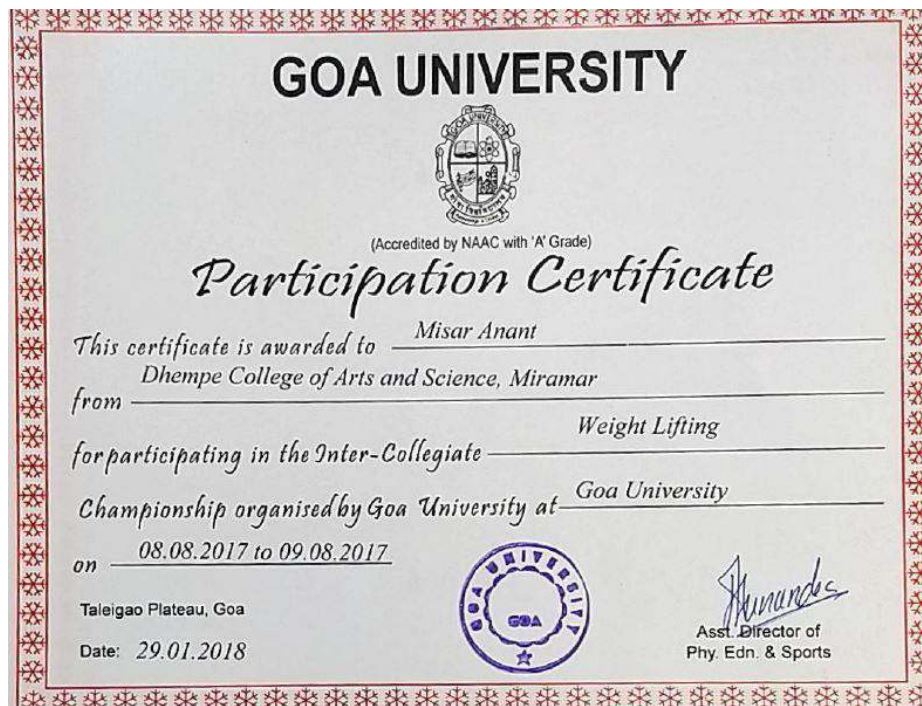 GOA UNIVERSITY
GOA UNIVERSITY
(Accredited by NAAC with 'A' Grade)
Participation Certificate
This certificate is awarded to Misar Anant
from Dhempe College of Arts and Science, Miramar
for participating in the Inter-Collegiate Weight Lifting
Championship organised by Goa University at Goa University
on 08.08.2017 to 09.08.2017
GOA UNIVERSITY
GOA
Taleigao Plateau, Goa
Asst. Director of
Date: 29.01.2018
Phy. Edn. & Sports